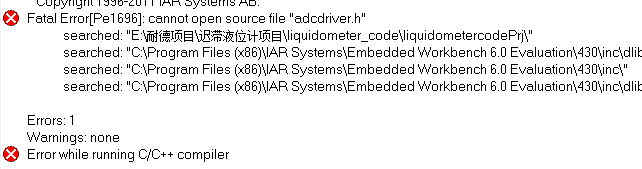 Copyright 1996-2011 IAR Systems AB.
Fatal Error[Pe1696]: cannot open source file "adcdriver.h"
searched: "E:\耐德项目\迟带液位计项目\liquidometer_code\liquidometercodePrj\"
searched: "C:\Program Files (x86)\IAR Systems\Embedded Workbench 6.0 Evaluation\430\inc\dlib
searched: "C:\Program Files (x86)\IAR Systems\Embedded Workbench 6.0 Evaluation\430\inc\"
searched: "C:\Program Files (x86)\IAR Systems\Embedded Workbench 6.0 Evaluation\430\inc\dlib
Errors: 1
Warnings: none
Error while running C/C++ compiler